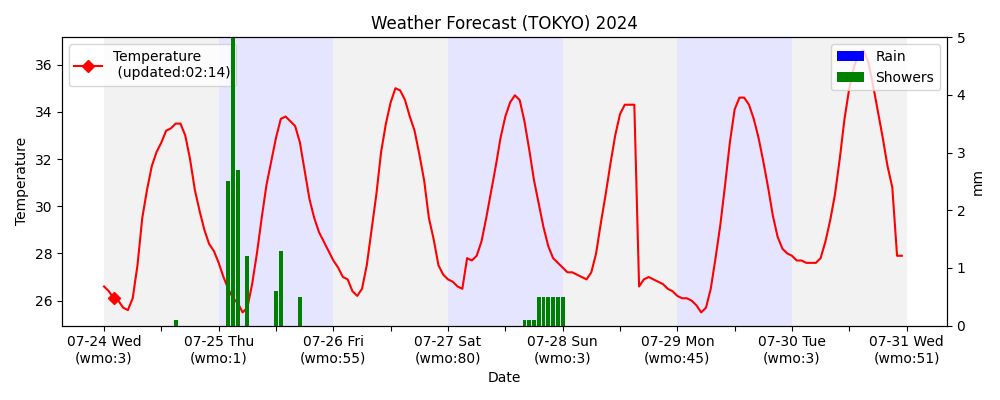 Weather Forecast (TOKYO) 2024
Temperature
(updated:02:14)
Rain
Showers
36
34
32
30
28
26
Temperature
5
4
3
2
1
0
mm
07-24 Wed
(wmo:3)
07-25 Thu
(wmo:1)
07-26 Fri
(wmo:55)
07-27 Sat
(wmo:80)
07-28 Sun
(wmo:3)
07-29 Mon
(wmo:45)
07-30 Tue
(wmo:3)
07-31 Wed
(wmo:51)
Date